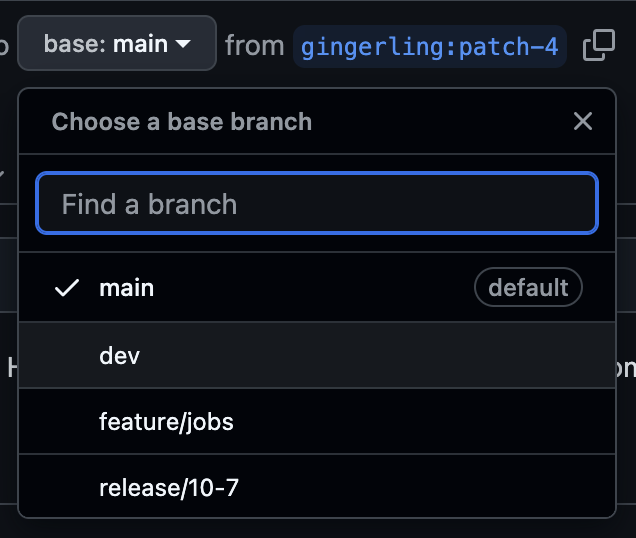 base: main from gingerling:patch-4
Choose a base branch
Find a branch
main default
dev
feature/jobs
release/10-7